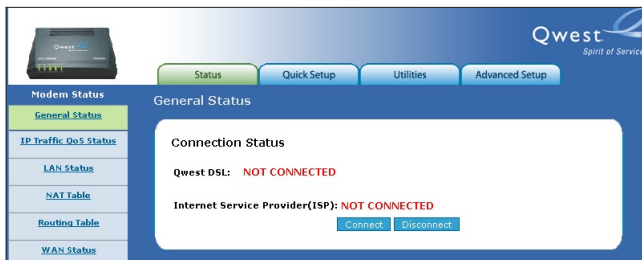 Qwest
Spirit of Service
Qwest
Status
Quick Setup
Utilities
Advanced Setup
Modem Status
General Status
General Status
IP Traffic QoS Status
LAN Status
NAT Table
Routing Table
WAN Status
Connection Status
Qwest DSL: NOT CONNECTED
Internet Service Provider(ISP): NOT CONNECTED
Connect
Disconnect